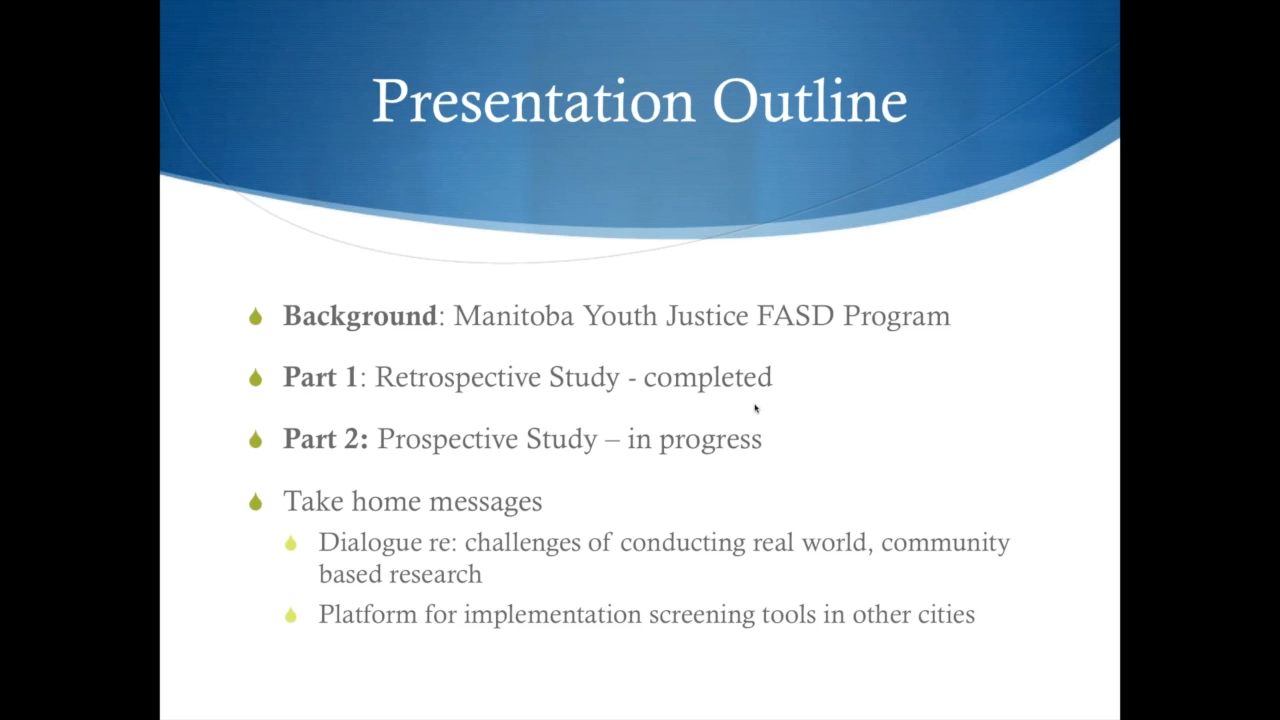 Presentation Outline
Background: Manitoba Youth Justice FASD Program
Part 1: Retrospective Study - completed
Part 2: Prospective Study – in progress
Take home messages
Dialogue re: challenges of conducting real world, community
based research
Platform for implementation screening tools in other cities